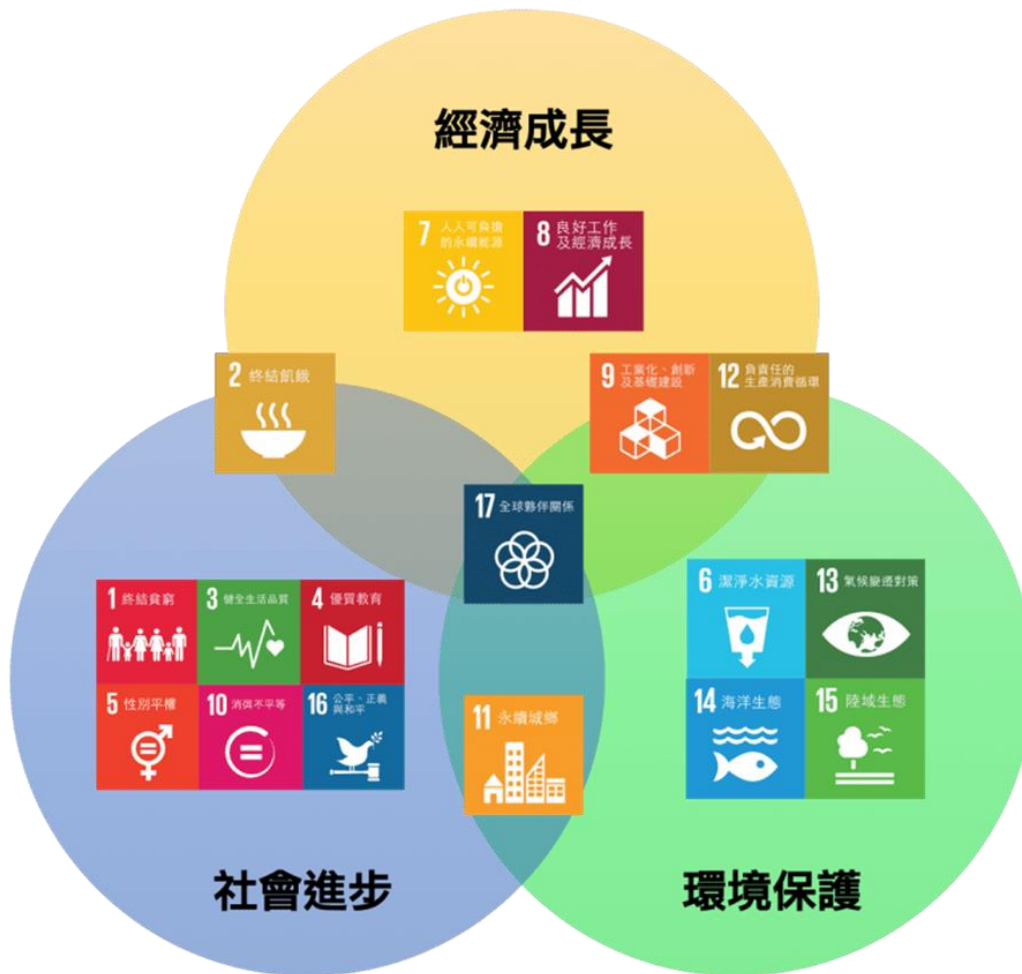 經濟成長
7 人人可負擔
的永續能源
8 良好工作
及經濟成長
2 終結飢餓
9 工業化、創新
及基礎建設
12 負責任的
生產消費循環
17 全球夥伴關係
1 終結貧窮
3 健全生活品質
4 優質教育
5 性別平權
10 消弭不平等
16 公平、正義
與和平
6 潔淨水資源
13 氣候變遷對策
14 海洋生態
15 陸域生態
11 永續城鄉
社會進步
環境保護